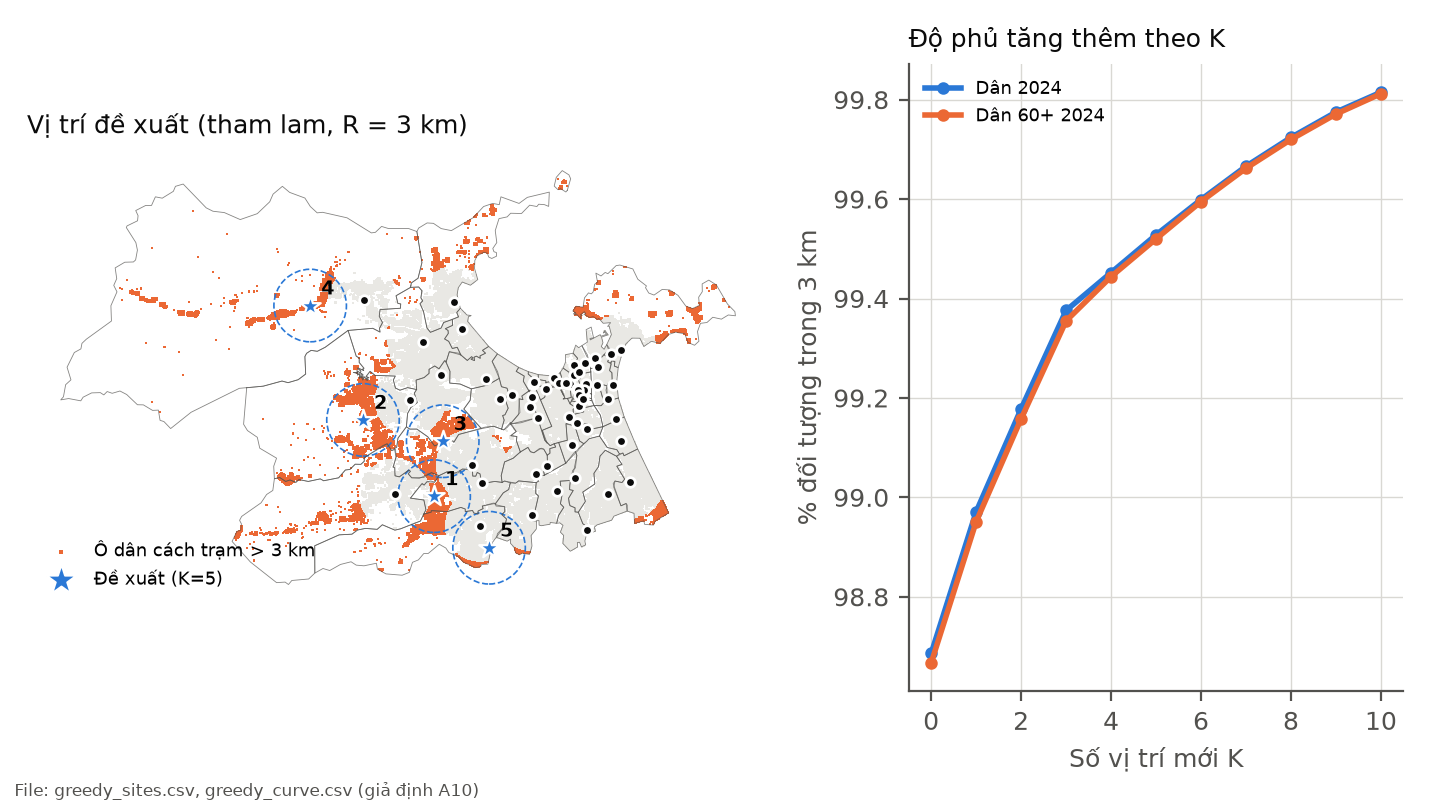 Vị trí đề xuất (tham lam, R = 3 km)
4
2
3
1
5
Ô dân cách trạm > 3 km
Đề xuất (K=5)
Độ phủ tăng thêm theo K
Dân 2024
Dân 60+ 2024
% đối tượng trong 3 km
99.8
99.6
99.4
99.2
99.0
98.8
0 2 4 6 8 10
Số vị trí mới K
File: greedy_sites.csv, greedy_curve.csv (giả định A10)